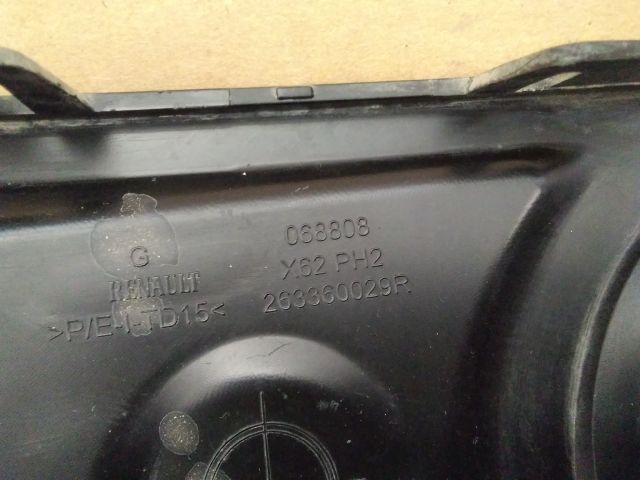 G
RENAULT
>P/E-I-TD15<
068808
X62 PH2
263360029R